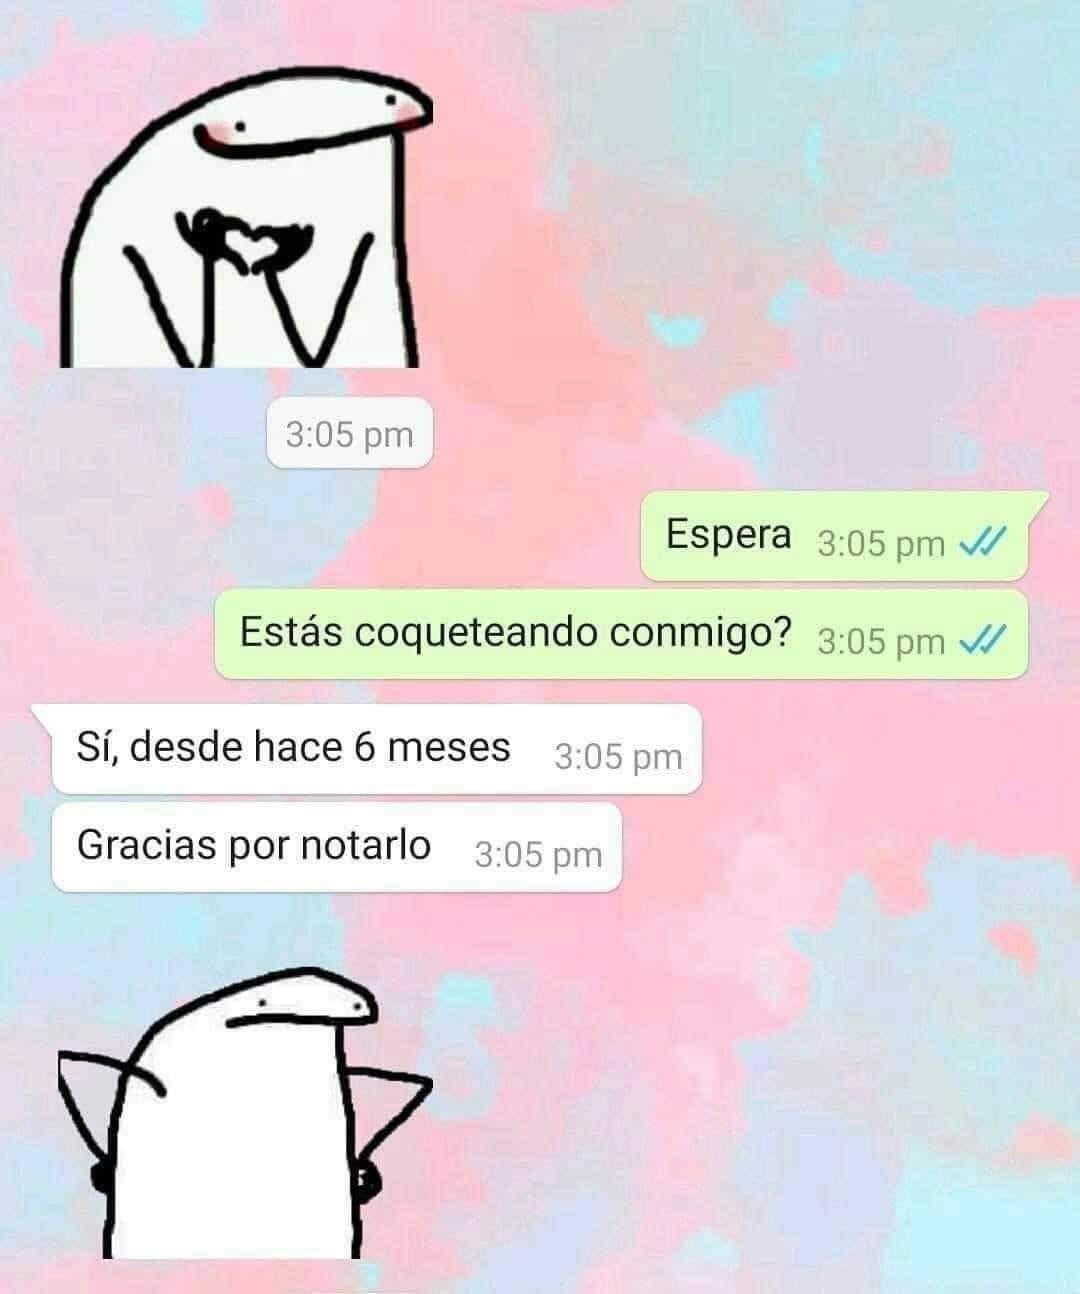 3:05 pm
Espera 3:05 pm
Estás coqueteando conmigo? 3:05 pm
Sí, desde hace 6 meses 3:05 pm
Gracias por notarlo 3:05 pm